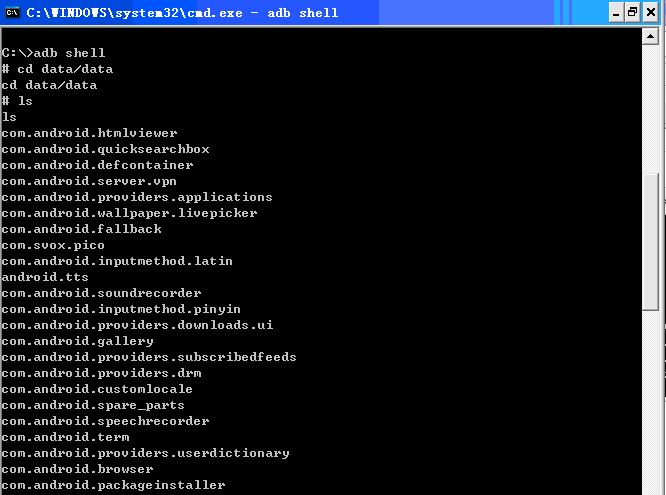 C:\WINDOWS\system32\cmd.exe - adb shell
C:\>adb shell
# cd data/data
cd data/data
# ls
ls
com.android.htmlviewer
com.android.quicksearchbox
com.android.defcontainer
com.android.server.vpn
com.android.providers.applications
com.android.wallpaper.livepicker
com.android.fallback
com.svox.pico
com.android.inputmethod.latin
android.tts
com.android.soundrecorder
com.android.inputmethod.pinyin
com.android.providers.downloads.ui
com.android.gallery
com.android.providers.subscribedfeeds
com.android.providers.drm
com.android.customlocale
com.android.spare_parts
com.android.speechrecorder
com.android.term
com.android.providers.userdictionary
com.android.browser
com.android.packageinstaller